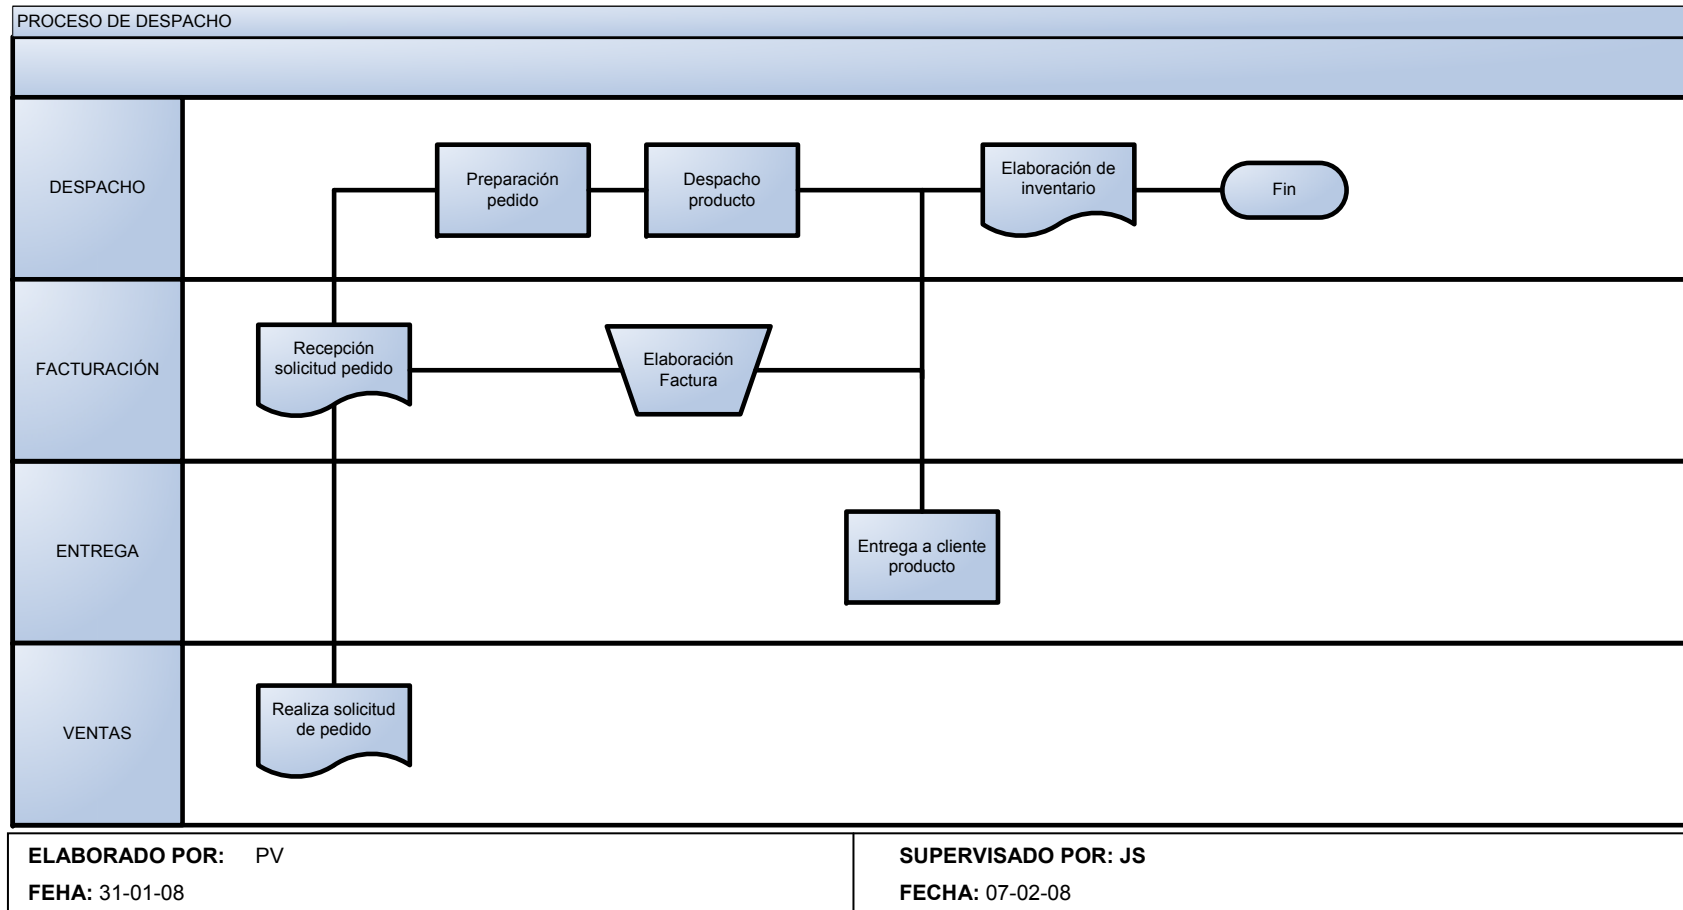 PROCESO DE DESPACHO
DESPACHO
Preparación
pedido
Despacho
producto
Elaboración de
inventario
Fin
FACTURACIÓN
Recepción
solicitud pedido
Elaboración
Factura
ENTREGA
Entrega a cliente
producto
VENTAS
Realiza solicitud
de pedido
ELABORADO POR: PV
FEHA: 31-01-08
SUPERVISADO POR: JS
FECHA: 07-02-08